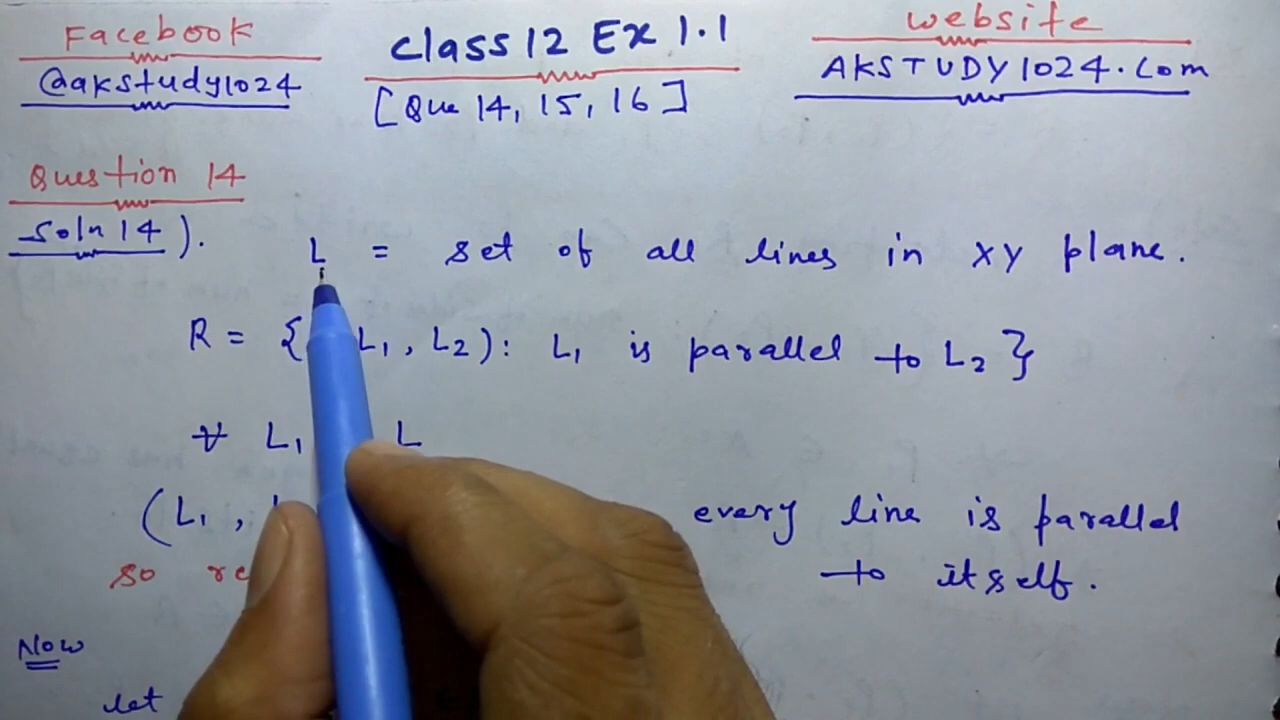 Facebook
@akstudy1024
Class 12 Ex 1.1
[Que 14, 15, 16]
Website
AKSTUDY1024.Com
Question 14
Soln 14).
L = set of all lines in XY plane.
R = { L1, L2): L1 is parallel to L2 }
∀ L1 L
(L1 , every line is parallel
so to itself.
Now
let